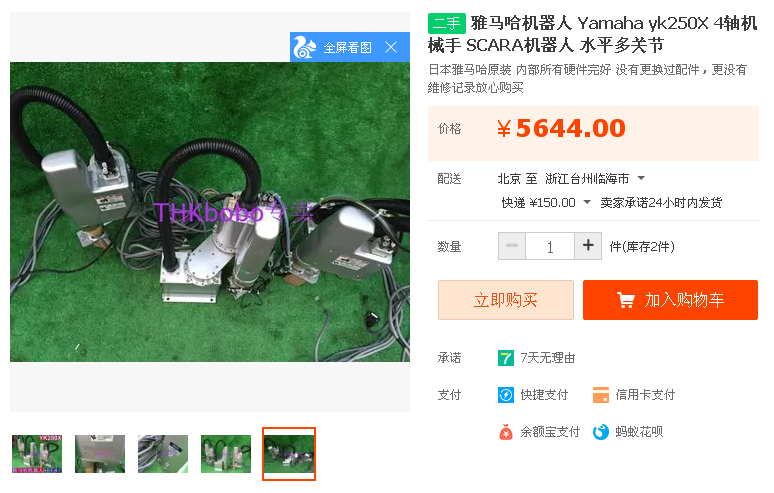 全屏看图
THKbobo专卖
YK250X
二手 雅马哈机器人 Yamaha yk250X 4轴机
械手 SCARA机器人 水平多关节
日本雅马哈原装 内部所有硬件完好 没有更换过配件，更没有
维修记录放心购买
价格 ¥5644.00
配送 北京 至 浙江台州临海市
快递 ¥150.00 卖家承诺24小时内发货
数量 − 1 + 件(库存2件)
立即购买 加入购物车
承诺 7 7天无理由
支付 快捷支付 信用卡支付
余额宝支付 蚂蚁花呗